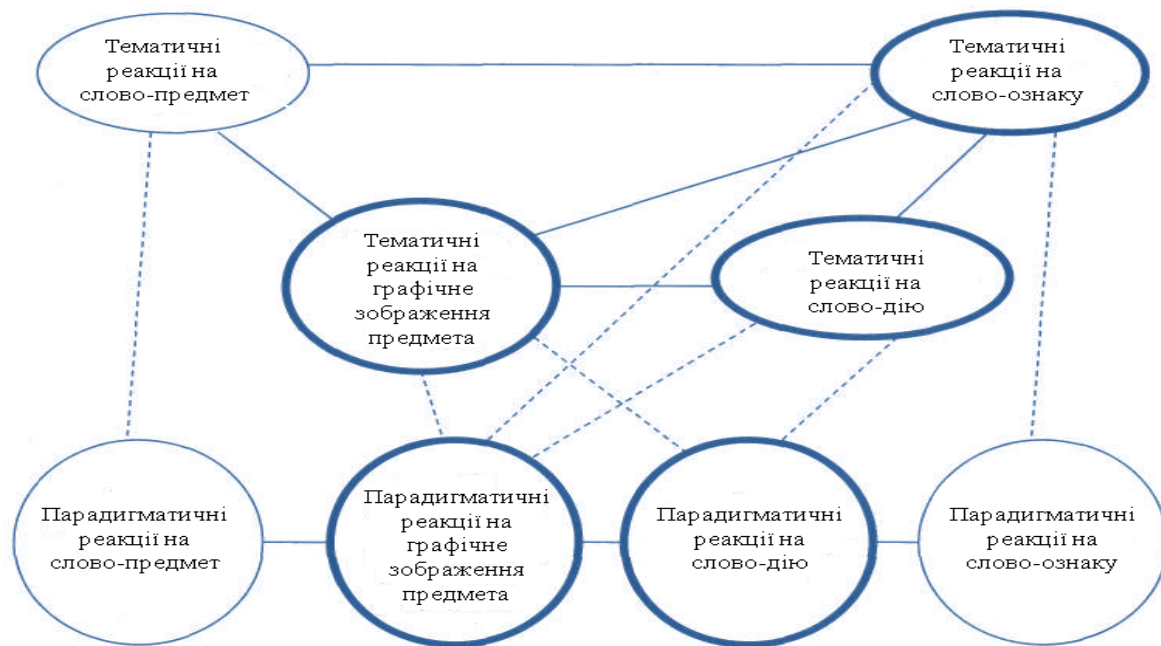 Тематичні
реакції на
слово-предмет
Тематичні
реакції на
слово-ознаку
Тематичні
реакції на
графічне
зображення
предмета
Тематичні
реакції на
слово-дію
Парадигматичні
реакції на
слово-предмет
Парадигматичні
реакції на
графічне
зображення
предмета
Парадигматичні
реакції на
слово-дію
Парадигматичні
реакції на
слово-ознаку